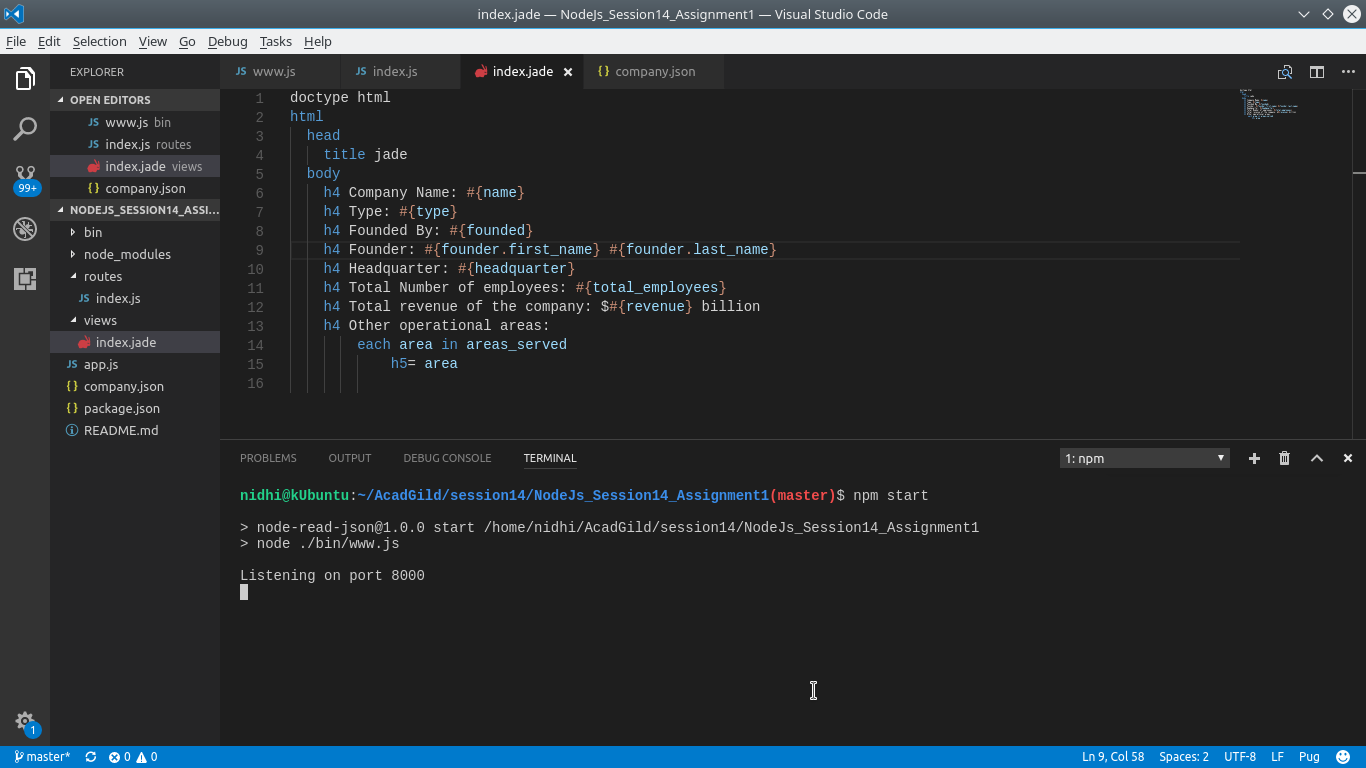 index.jade — NodeJs_Session14_Assignment1 — Visual Studio Code
File Edit Selection View Go Debug Tasks Help
EXPLORER
OPEN EDITORS
JS www.js bin
JS index.js routes
index.jade views
{ } company.json
NODEJS_SESSION14_ASSI...
bin
node_modules
routes
JS index.js
views
index.jade
JS app.js
{ } company.json
{ } package.json
README.md
99+
1
JS www.js JS index.js index.jade { } company.json
1 doctype html
2 html
3 head
4 title jade
5 body
6 h4 Company Name: #{name}
7 h4 Type: #{type}
8 h4 Founded By: #{founded}
9 h4 Founder: #{founder.first_name} #{founder.last_name}
10 h4 Headquarter: #{headquarter}
11 h4 Total Number of employees: #{total_employees}
12 h4 Total revenue of the company: $#{revenue} billion
13 h4 Other operational areas:
14 each area in areas_served
15 h5= area
16
PROBLEMS OUTPUT DEBUG CONSOLE TERMINAL 1: npm
nidhi@kUbuntu:~/AcadGild/session14/NodeJs_Session14_Assignment1(master)$ npm start
> node-read-json@1.0.0 start /home/nidhi/AcadGild/session14/NodeJs_Session14_Assignment1
> node ./bin/www.js
Listening on port 8000
master* 0 0 Ln 9, Col 58 Spaces: 2 UTF-8 LF Pug